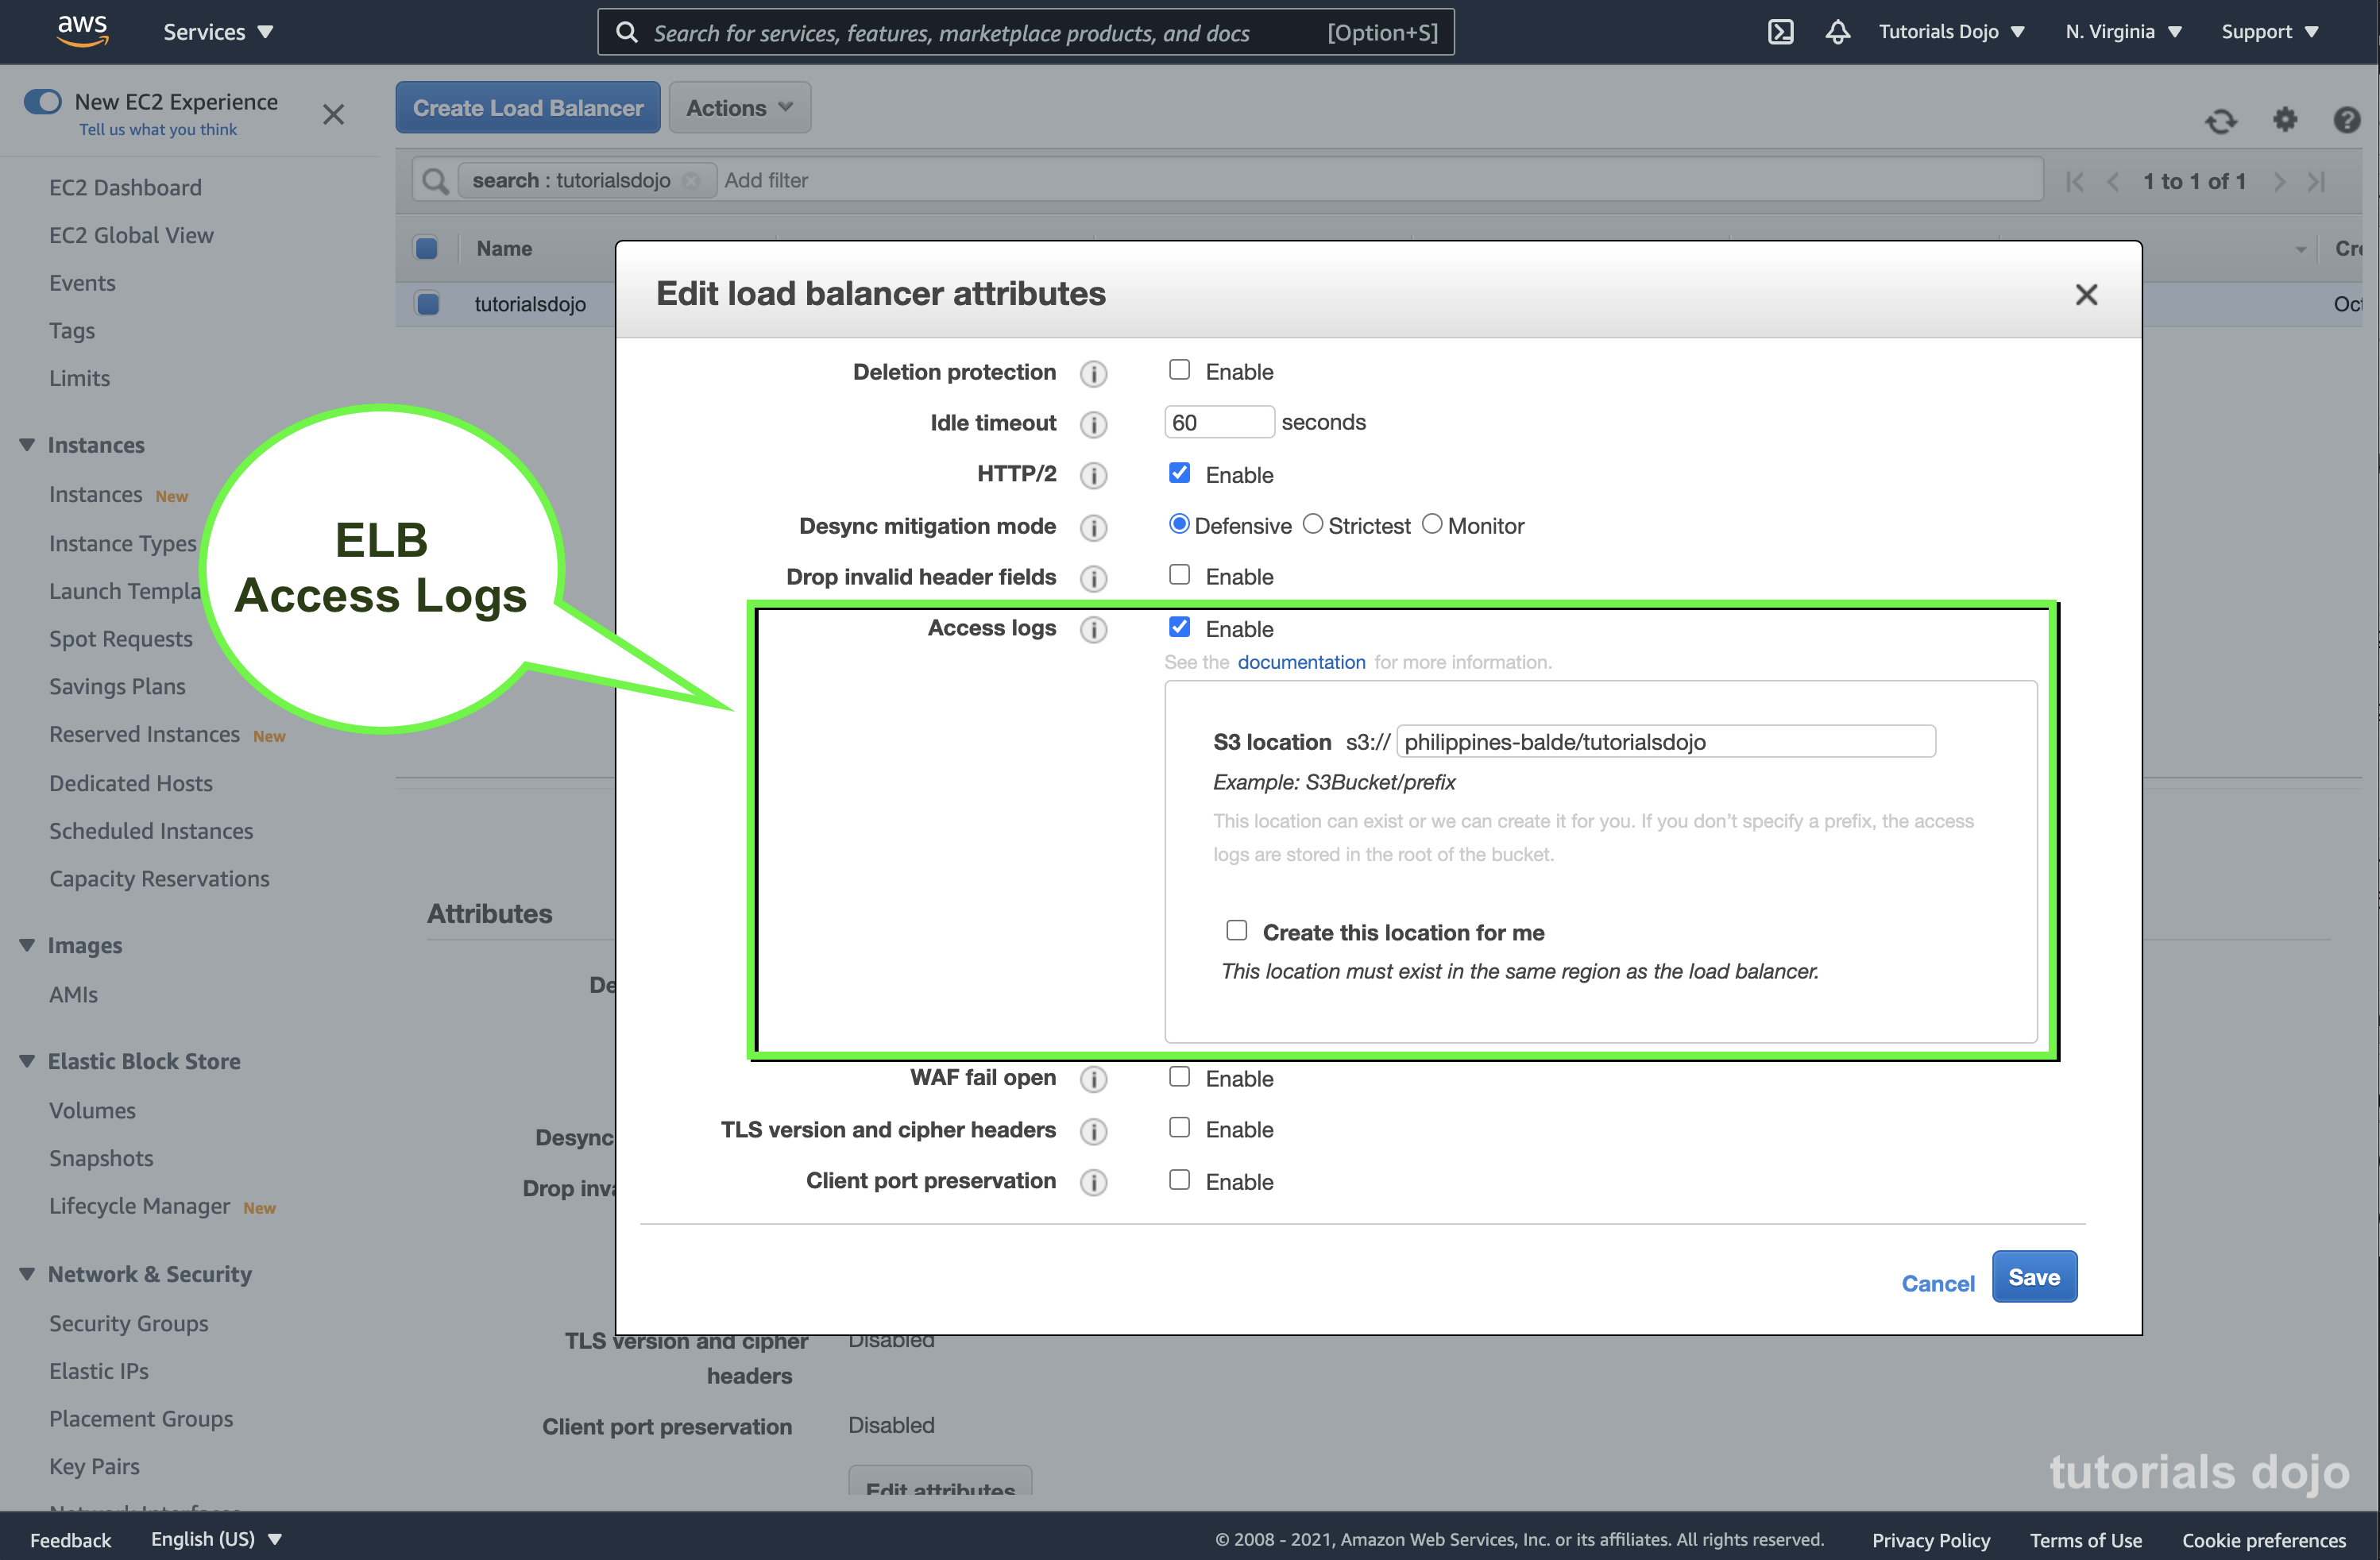 aws
Services
Search for services, features, marketplace products, and docs [Option+S]
Tutorials Dojo
N. Virginia
Support
New EC2 Experience
Tell us what you think
EC2 Dashboard
EC2 Global View
Events
Tags
Limits
Instances
Instances New
Instance Types
Launch Templa
Spot Requests
Savings Plans
Reserved Instances New
Dedicated Hosts
Scheduled Instances
Capacity Reservations
Images
AMIs
Elastic Block Store
Volumes
Snapshots
Lifecycle Manager New
Network & Security
Security Groups
Elastic IPs
Placement Groups
Key Pairs
Network Interfaces
ELB
Access Logs
Create Load Balancer
Actions
search : tutorialsdojo
Add filter
1 to 1 of 1
Name
Cre
tutorialsdojo
Oct
Attributes
De
Desync
Drop inva
TLS version and cipher
headers
Disabled
Client port preservation
Disabled
Edit attributes
Edit load balancer attributes
Deletion protection Enable
Idle timeout 60 seconds
HTTP/2 Enable
Desync mitigation mode Defensive Strictest Monitor
Drop invalid header fields Enable
Access logs Enable
See the documentation for more information.
S3 location s3:// philippines-balde/tutorialsdojo
Example: S3Bucket/prefix
This location can exist or we can create it for you. If you don’t specify a prefix, the access
logs are stored in the root of the bucket.
Create this location for me
This location must exist in the same region as the load balancer.
WAF fail open Enable
TLS version and cipher headers Enable
Client port preservation Enable
Cancel
Save
tutorials dojo
Feedback
English (US)
© 2008 - 2021, Amazon Web Services, Inc. or its affiliates. All rights reserved.
Privacy Policy
Terms of Use
Cookie preferences